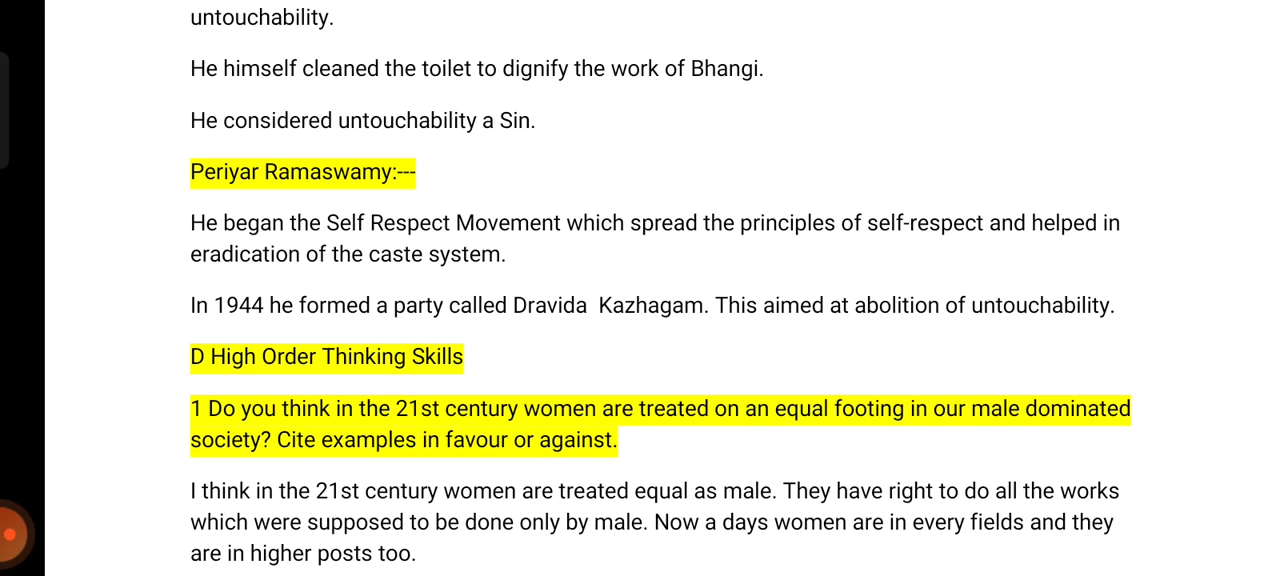 untouchability.
He himself cleaned the toilet to dignify the work of Bhangi.
He considered untouchability a Sin.
Periyar Ramaswamy:---
He began the Self Respect Movement which spread the principles of self-respect and helped in
eradication of the caste system.
In 1944 he formed a party called Dravida  Kazhagam. This aimed at abolition of untouchability.
D High Order Thinking Skills
1 Do you think in the 21st century women are treated on an equal footing in our male dominated
society? Cite examples in favour or against.
I think in the 21st century women are treated equal as male. They have right to do all the works
which were supposed to be done only by male. Now a days women are in every fields and they
are in higher posts too.